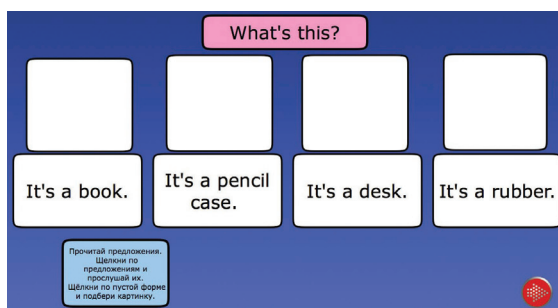 What's this?
It's a book.
It's a pencil
case.
It's a desk.
It's a rubber.
Прочитай предложения.
Щелкни по
предложениям и
прослушай их.
Щёлкни по пустой форме
и подбери картинку.